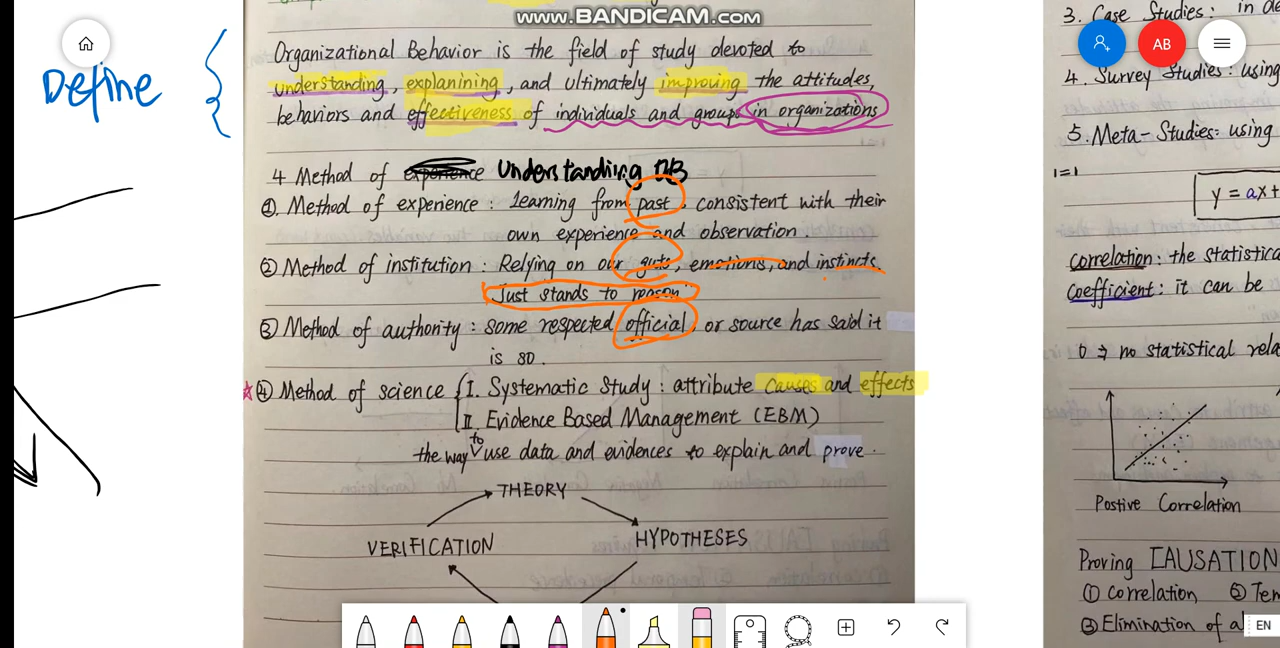 www.BANDICAM.com
Define
Organizational Behavior is the field of study devoted to
understanding, explanining, and ultimately improving the attitudes,
behaviors and effectiveness of individuals and groups in organizations
4 Method of experience Understanding OB
①. Method of experience : learning from past, consistent with their
own experience and observation.
② Method of institution : Relying on our guts, emotions, and instincts.
"Just stands to reason"
③ Method of authority : some respected official, or source has said it
is so.
④ Method of science I. Systematic Study : attribute causes and effects
II. Evidence Based Management (EBM)
the way to use data and evidences to explain and prove.
THEORY
HYPOTHESES
VERIFICATION
3. Case Studies : in
AB
4. Survey Studies : using
5. Meta-Studies : using
1=1
y = ax+
correlation : the statistica
coefficient : it can be
0 ⇒ no statistical rela
Postive Correlation
Proving CAUSATION
① Correlation ② Tem
③ Elimination of a
EN